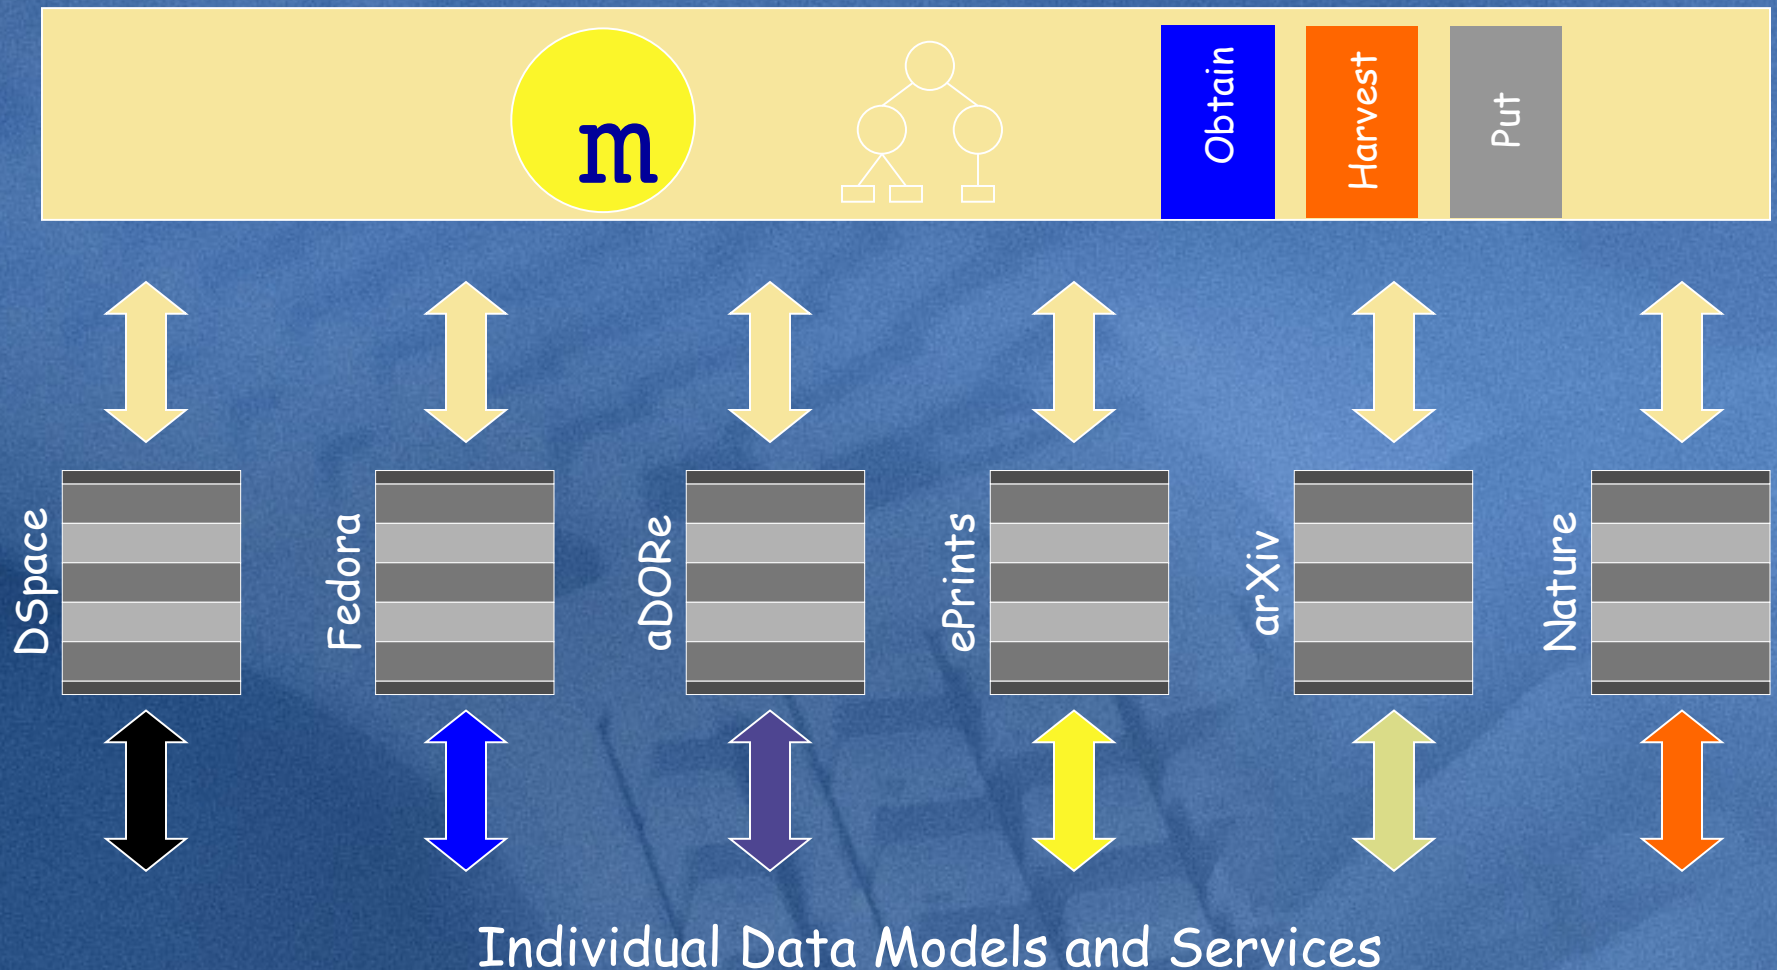 m
Obtain
Harvest
Put
DSpace
Fedora
aDORe
ePrints
arXiv
Nature
Individual Data Models and Services